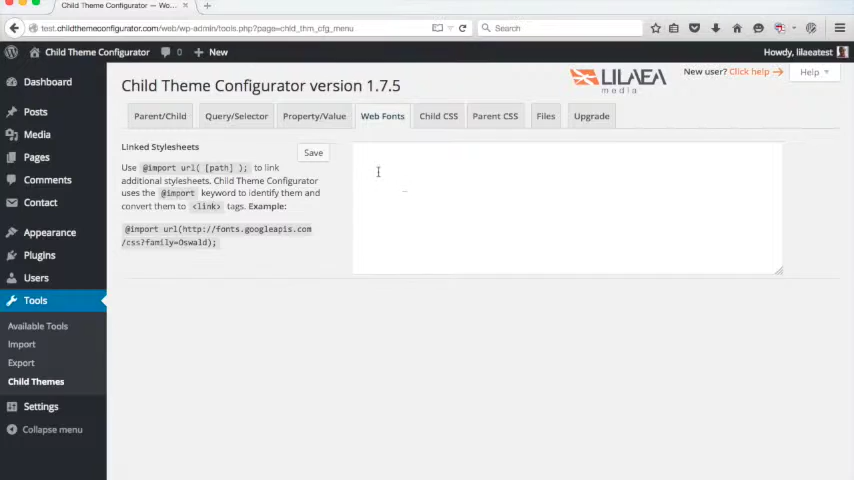 Child Theme Configurator — Wo...
test.childthemeconfigurator.com/web/wp-admin/tools.php?page=chld_thm_cfg_menu
Search
Child Theme Configurator 0 New
Howdy, lilaeatest
Dashboard
Posts
Media
Pages
Comments
Contact
Appearance
Plugins
Users
Tools
Available Tools
Import
Export
Child Themes
Settings
Collapse menu
Child Theme Configurator version 1.7.5
LILAEA
media
New user? Click help
Help
Parent/Child Query/Selector Property/Value Web Fonts Child CSS Parent CSS Files Upgrade
Linked Stylesheets
Save
Use @import url( [path] ); to link
additional stylesheets. Child Theme Configurator
uses the @import keyword to identify them and
convert them to <link> tags. Example:
@import url(http://fonts.googleapis.com
/css?family=Oswald);